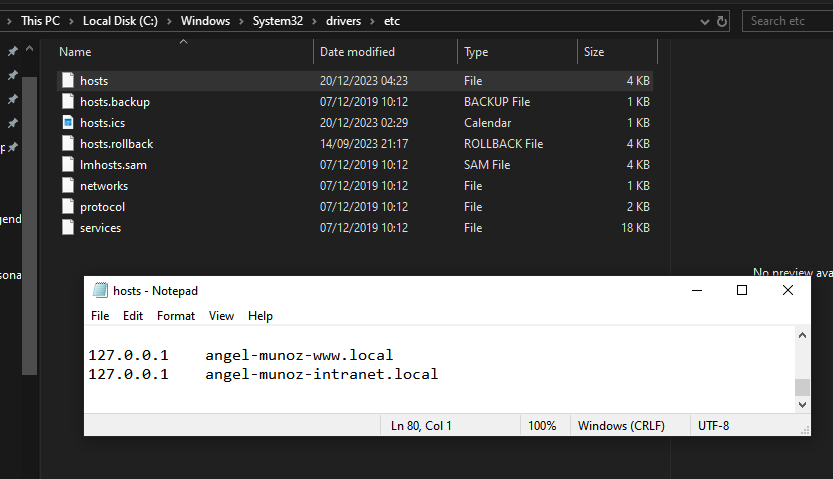 This PC > Local Disk (C:) > Windows > System32 > drivers > etc
Search etc
Name Date modified Type Size
hosts 20/12/2023 04:23 File 4 KB
hosts.backup 07/12/2019 10:12 BACKUP File 1 KB
hosts.ics 20/12/2023 02:29 Calendar 1 KB
hosts.rollback 14/09/2023 21:17 ROLLBACK File 4 KB
lmhosts.sam 07/12/2019 10:12 SAM File 4 KB
networks 07/12/2019 10:12 File 1 KB
protocol 07/12/2019 10:12 File 2 KB
services 07/12/2019 10:12 File 18 KB
gend
sona
No preview ava
hosts - Notepad
File Edit Format View Help
127.0.0.1 angel-munoz-www.local
127.0.0.1 angel-munoz-intranet.local
Ln 80, Col 1 100% Windows (CRLF) UTF-8